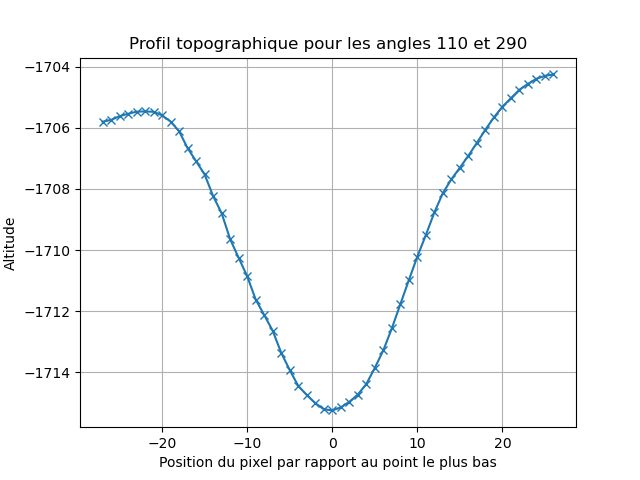 Profil topographique pour les angles 110 et 290
Altitude
−1704
−1706
−1708
−1710
−1712
−1714
−20 −10 0 10 20
Position du pixel par rapport au point le plus bas